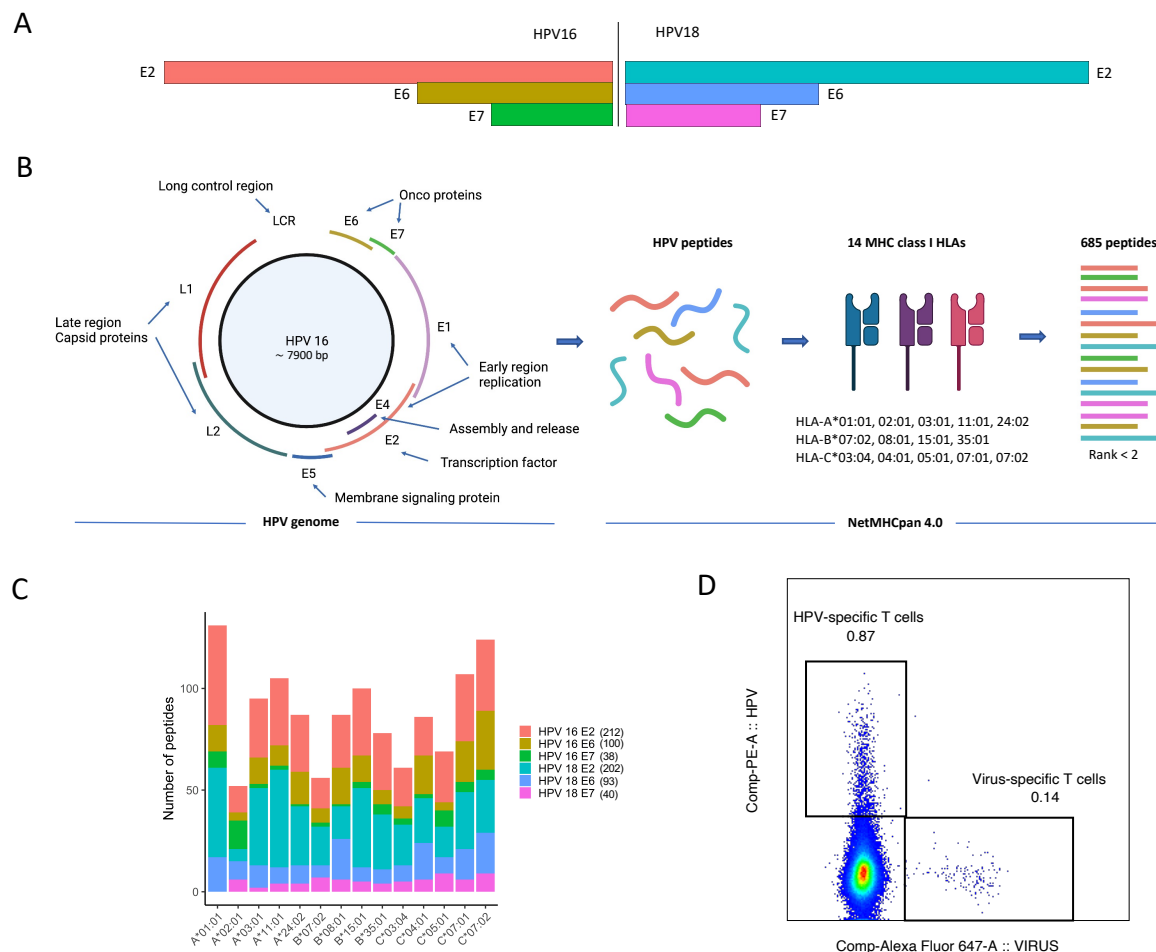 A
HPV16
HPV18
E2
E2
E6
E6
E7
E7
B
Long control region
LCR
Onco proteins
E6
E7
L1
Late region
Capsid proteins
HPV 16
~ 7900 bp
E1
Early region
replication
E4
Assembly and release
L2
E2
Transcription factor
E5
Membrane signaling protein
HPV genome
HPV peptides
14 MHC class I HLAs
685 peptides
HLA-A*01:01, 02:01, 03:01, 11:01, 24:02
HLA-B*07:02, 08:01, 15:01, 35:01
HLA-C*03:04, 04:01, 05:01, 07:01, 07:02
Rank < 2
NetMHCpan 4.0
C
Number of peptides
100
50
0
A*01:01
A*02:01
A*03:01
A*11:01
A*24:02
B*07:02
B*08:01
B*15:01
B*35:01
C*03:04
C*04:01
C*05:01
C*07:01
C*07:02
HPV 16 E2 (212)
HPV 16 E6 (100)
HPV 16 E7 (38)
HPV 18 E2 (202)
HPV 18 E6 (93)
HPV 18 E7 (40)
D
HPV-specific T cells
0.87
Virus-specific T cells
0.14
Comp-PE-A :: HPV
Comp-Alexa Fluor 647-A :: VIRUS